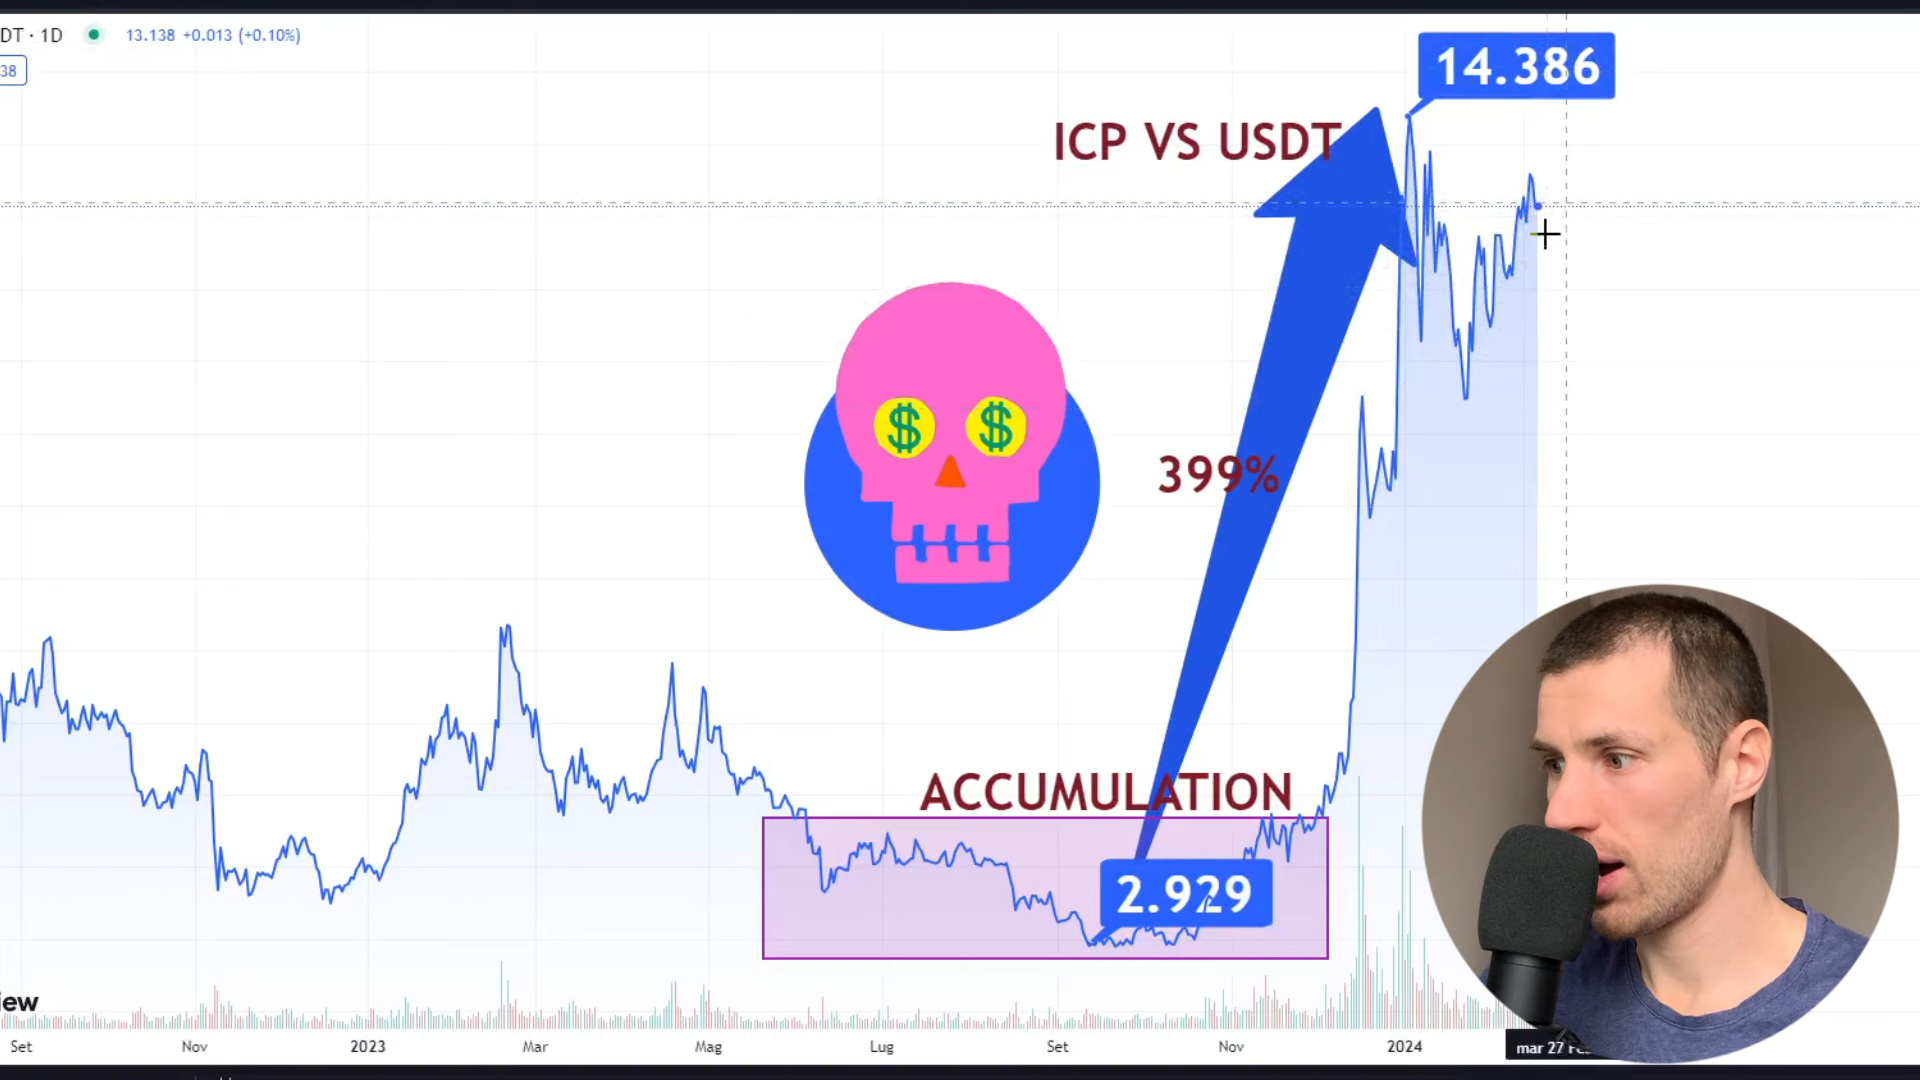 DT · 1D 13.138 +0.013 (+0.10%)
38
14.386
ICP VS USDT
$ $
399%
ACCUMULATION
2.929
iew
Set Nov 2023 Mar Mag Lug Set Nov 2024 mar 27